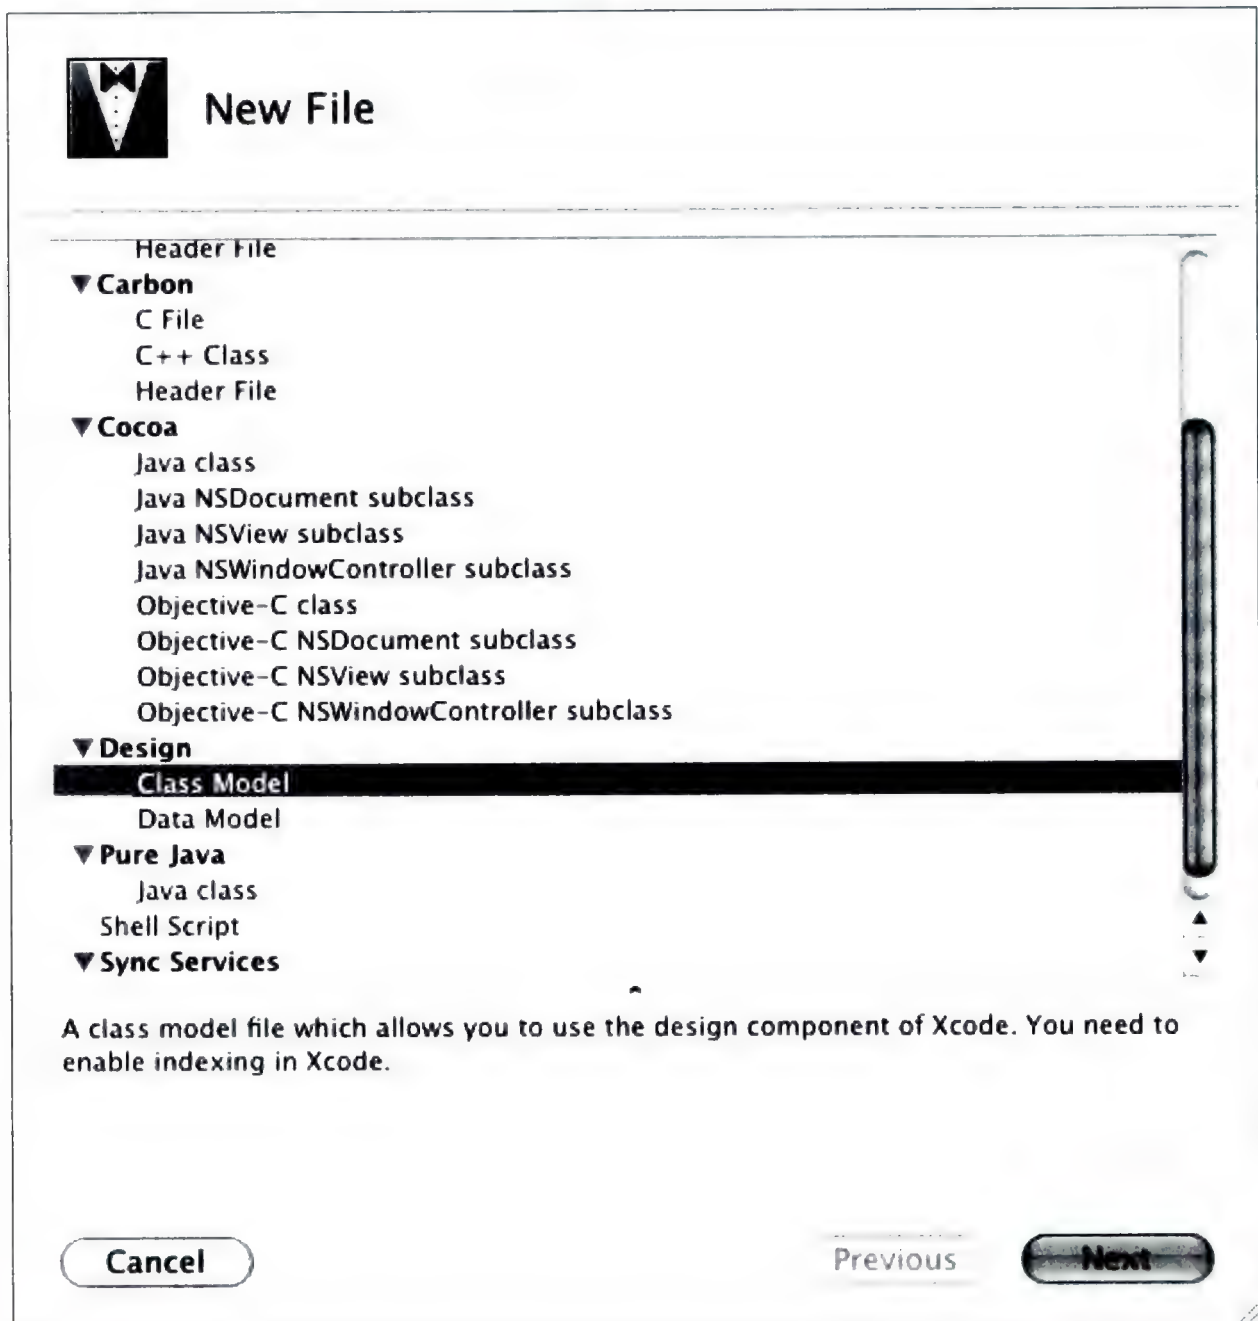 New File
Header File
Carbon
C File
C++ Class
Header File
Cocoa
Java class
Java NSDocument subclass
Java NSView subclass
Java NSWindowController subclass
Objective-C class
Objective-C NSDocument subclass
Objective-C NSView subclass
Objective-C NSWindowController subclass
Design
Class Model
Data Model
Pure Java
Java class
Shell Script
Sync Services
A class model file which allows you to use the design component of Xcode. You need to
enable indexing in Xcode.
Cancel
Previous
Next